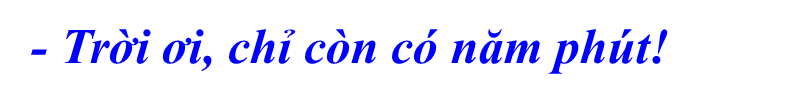 - Trời ơi, chỉ còn có năm phút!